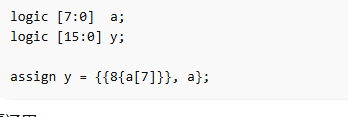 logic [7:0]  a;
logic [15:0] y;
assign y = {{8{a[7]}}, a};